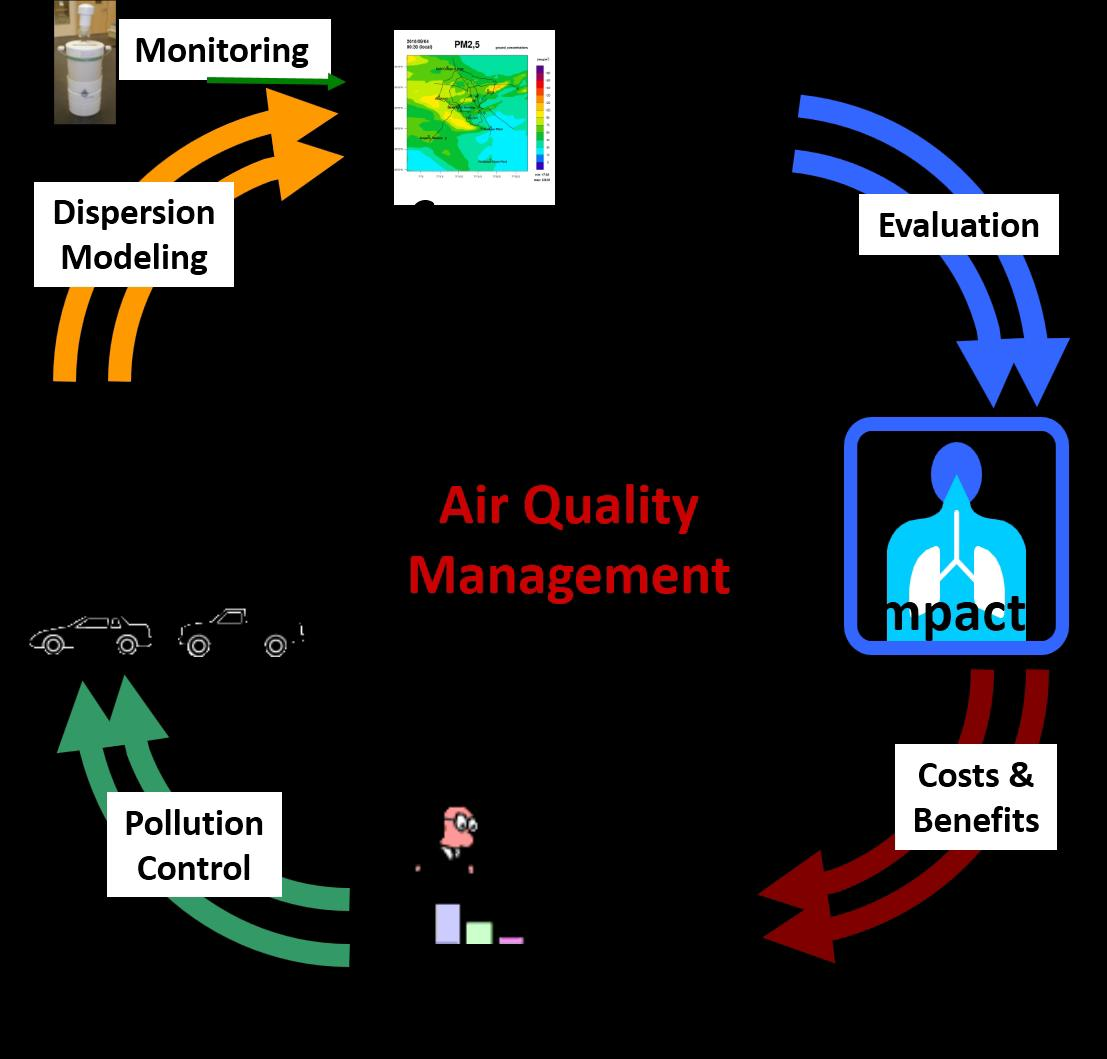 Monitoring
PM2,5
Dispersion
Modeling
Evaluation
Air Quality
Management
mpact
Costs &
Benefits
Pollution
Control